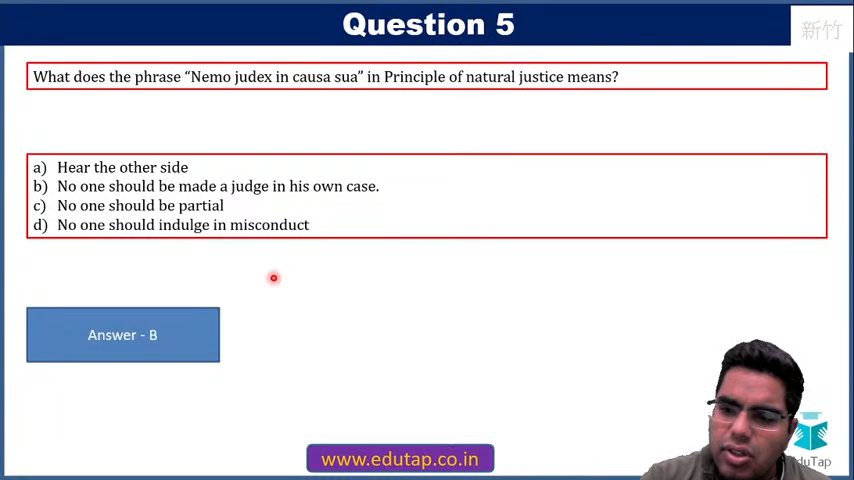 Question 5
新竹
What does the phrase “Nemo judex in causa sua” in Principle of natural justice means?
a) Hear the other side
b) No one should be made a judge in his own case.
c) No one should be partial
d) No one should indulge in misconduct
Answer - B
www.edutap.co.in
duTap